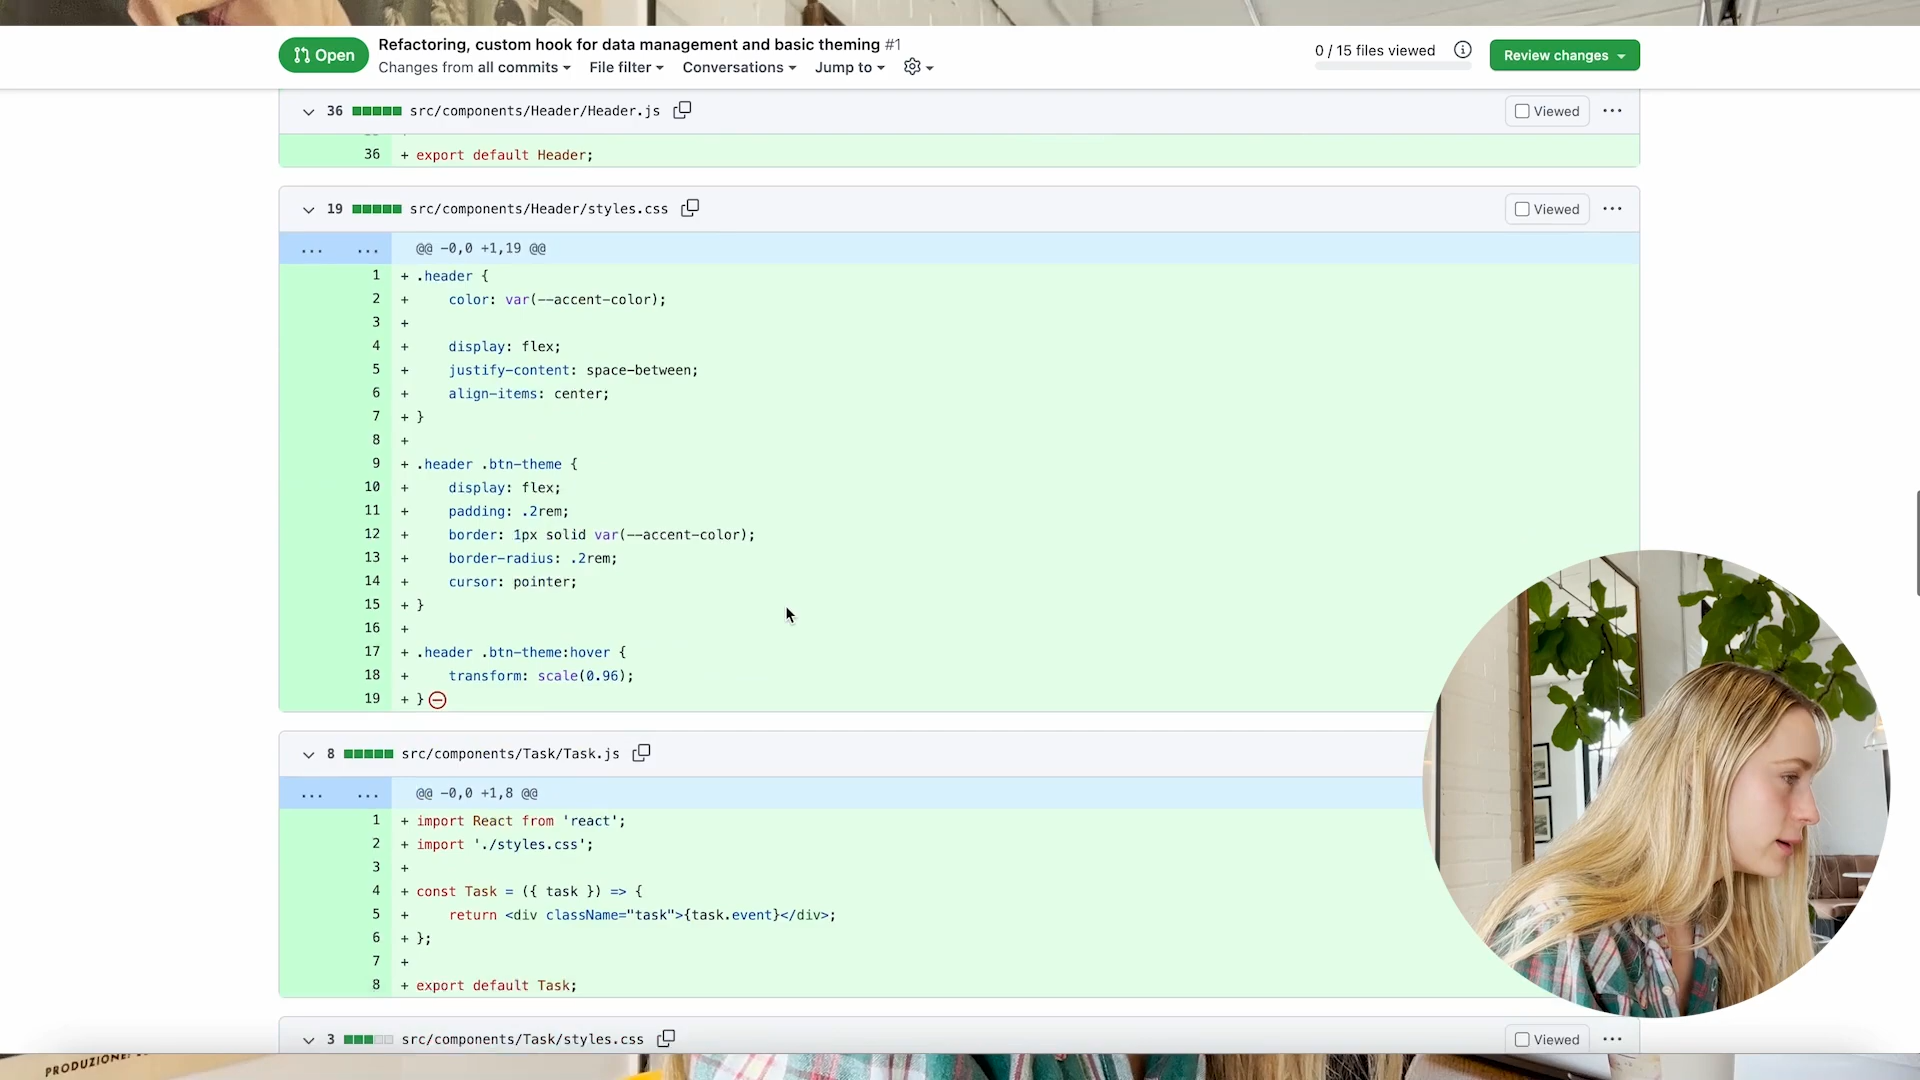 Open
Refactoring, custom hook for data management and basic theming #1
Changes from all commits File filter Conversations Jump to
0 / 15 files viewed
Review changes
36 src/components/Header/Header.js
Viewed
36 + export default Header;
19 src/components/Header/styles.css
Viewed
... ... @@ -0,0 +1,19 @@
1 + .header {
2 + color: var(--accent-color);
3 +
4 + display: flex;
5 + justify-content: space-between;
6 + align-items: center;
7 + }
8 +
9 + .header .btn-theme {
10 + display: flex;
11 + padding: .2rem;
12 + border: 1px solid var(--accent-color);
13 + border-radius: .2rem;
14 + cursor: pointer;
15 + }
16 +
17 + .header .btn-theme:hover {
18 + transform: scale(0.96);
19 + }
8 src/components/Task/Task.js
... ... @@ -0,0 +1,8 @@
1 + import React from 'react';
2 + import './styles.css';
3 +
4 + const Task = ({ task }) => {
5 + return <div className="task">{task.event}</div>;
6 + };
7 +
8 + export default Task;
3 src/components/Task/styles.css
Viewed
PRODUZIONE